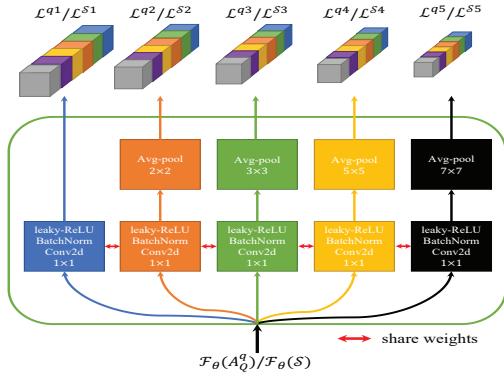 ℒ^{q1}/ℒ^{𝒮1} ℒ^{q2}/ℒ^{𝒮2} ℒ^{q3}/ℒ^{𝒮3} ℒ^{q4}/ℒ^{𝒮4} ℒ^{q5}/ℒ^{𝒮5}
Avg-pool Avg-pool Avg-pool Avg-pool
2×2 3×3 5×5 7×7
leaky-ReLU leaky-ReLU leaky-ReLU leaky-ReLU leaky-ReLU
BatchNorm BatchNorm BatchNorm BatchNorm BatchNorm
Conv2d Conv2d Conv2d Conv2d Conv2d
1×1 1×1 1×1 1×1 1×1
share weights
ℱ_θ(A_Q^q)/ℱ_θ(𝒮)